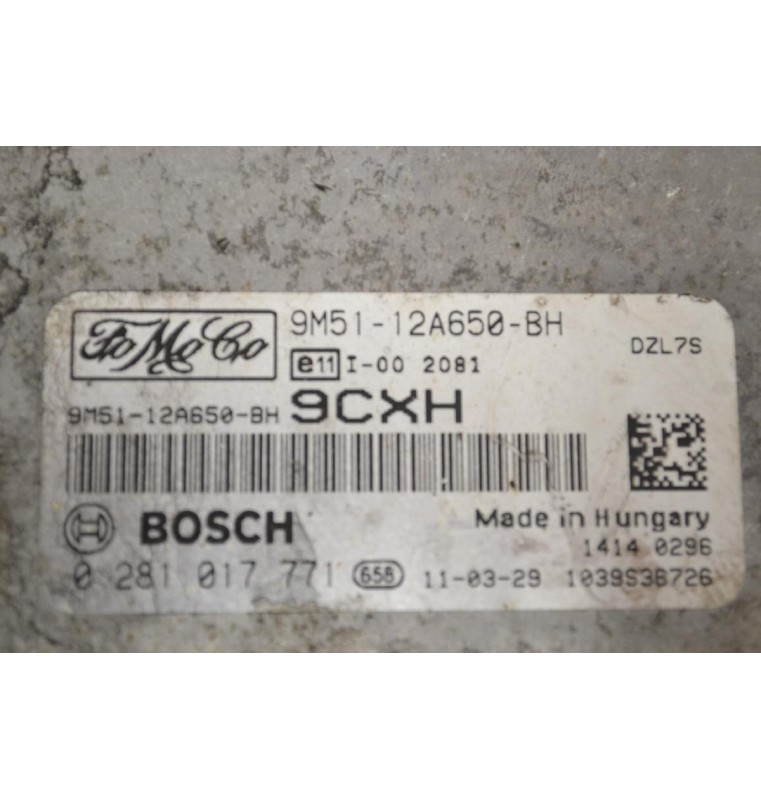 FoMoCo
9M51-12A650-BH
DZL7S
e11 I-00 2081
9M51-12A650-BH 9CXH
BOSCH
Made in Hungary
1414 0296
0 281 017 771 658 11-03-29 1039S38726